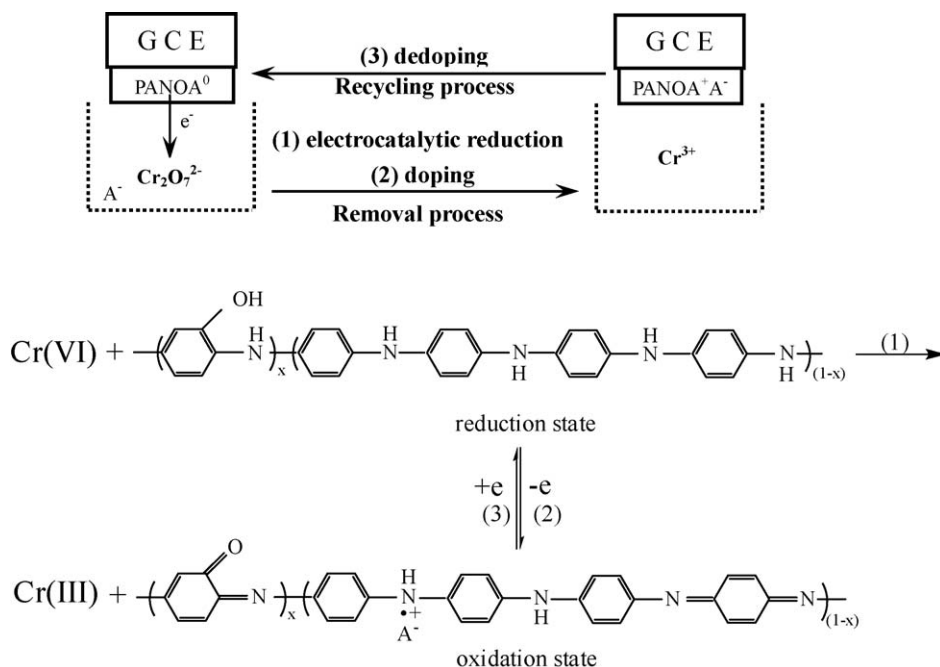 G C E
PANOA⁰
e⁻
Cr₂O₇²⁻
A⁻
(3) dedoping
Recycling process
(1) electrocatalytic reduction
(2) doping
Removal process
G C E
PANOA⁺A⁻
Cr³⁺
OH
Cr(VI) + ( H N )x ( H N N H H N N H )(1-x) (1)
reduction state
+e -e
(3) (2)
O
Cr(III) + ( N )x ( H N •+ A⁻ N H N N )(1-x)
oxidation state